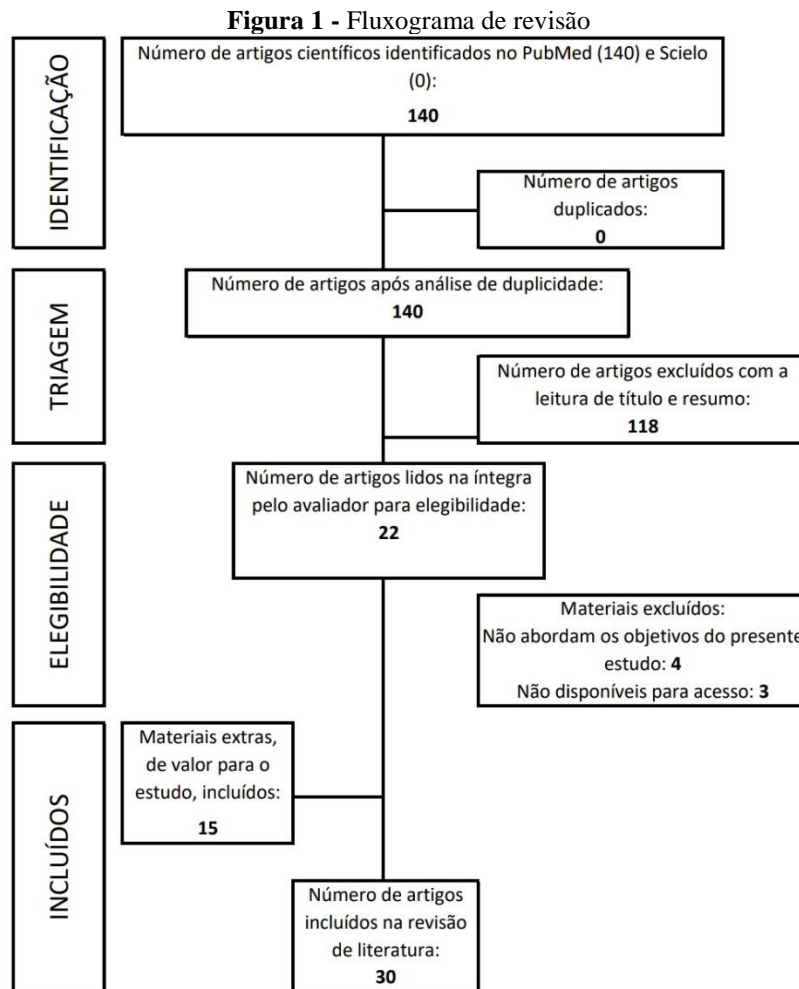 Figura 1 - Fluxograma de revisão
IDENTIFICAÇÃO
Número de artigos científicos identificados no PubMed (140) e Scielo
(0):
140
Número de artigos
duplicados:
0
TRIAGEM
Número de artigos após análise de duplicidade:
140
Número de artigos excluídos com a
leitura de título e resumo:
118
ELEGIBILIDADE
Número de artigos lidos na íntegra
pelo avaliador para elegibilidade:
22
Materiais excluídos:
Não abordam os objetivos do presente
estudo: 4
Não disponíveis para acesso: 3
INCLUÍDOS
Materiais extras,
de valor para o
estudo, incluídos:
15
Número de artigos
incluídos na revisão
de literatura:
30